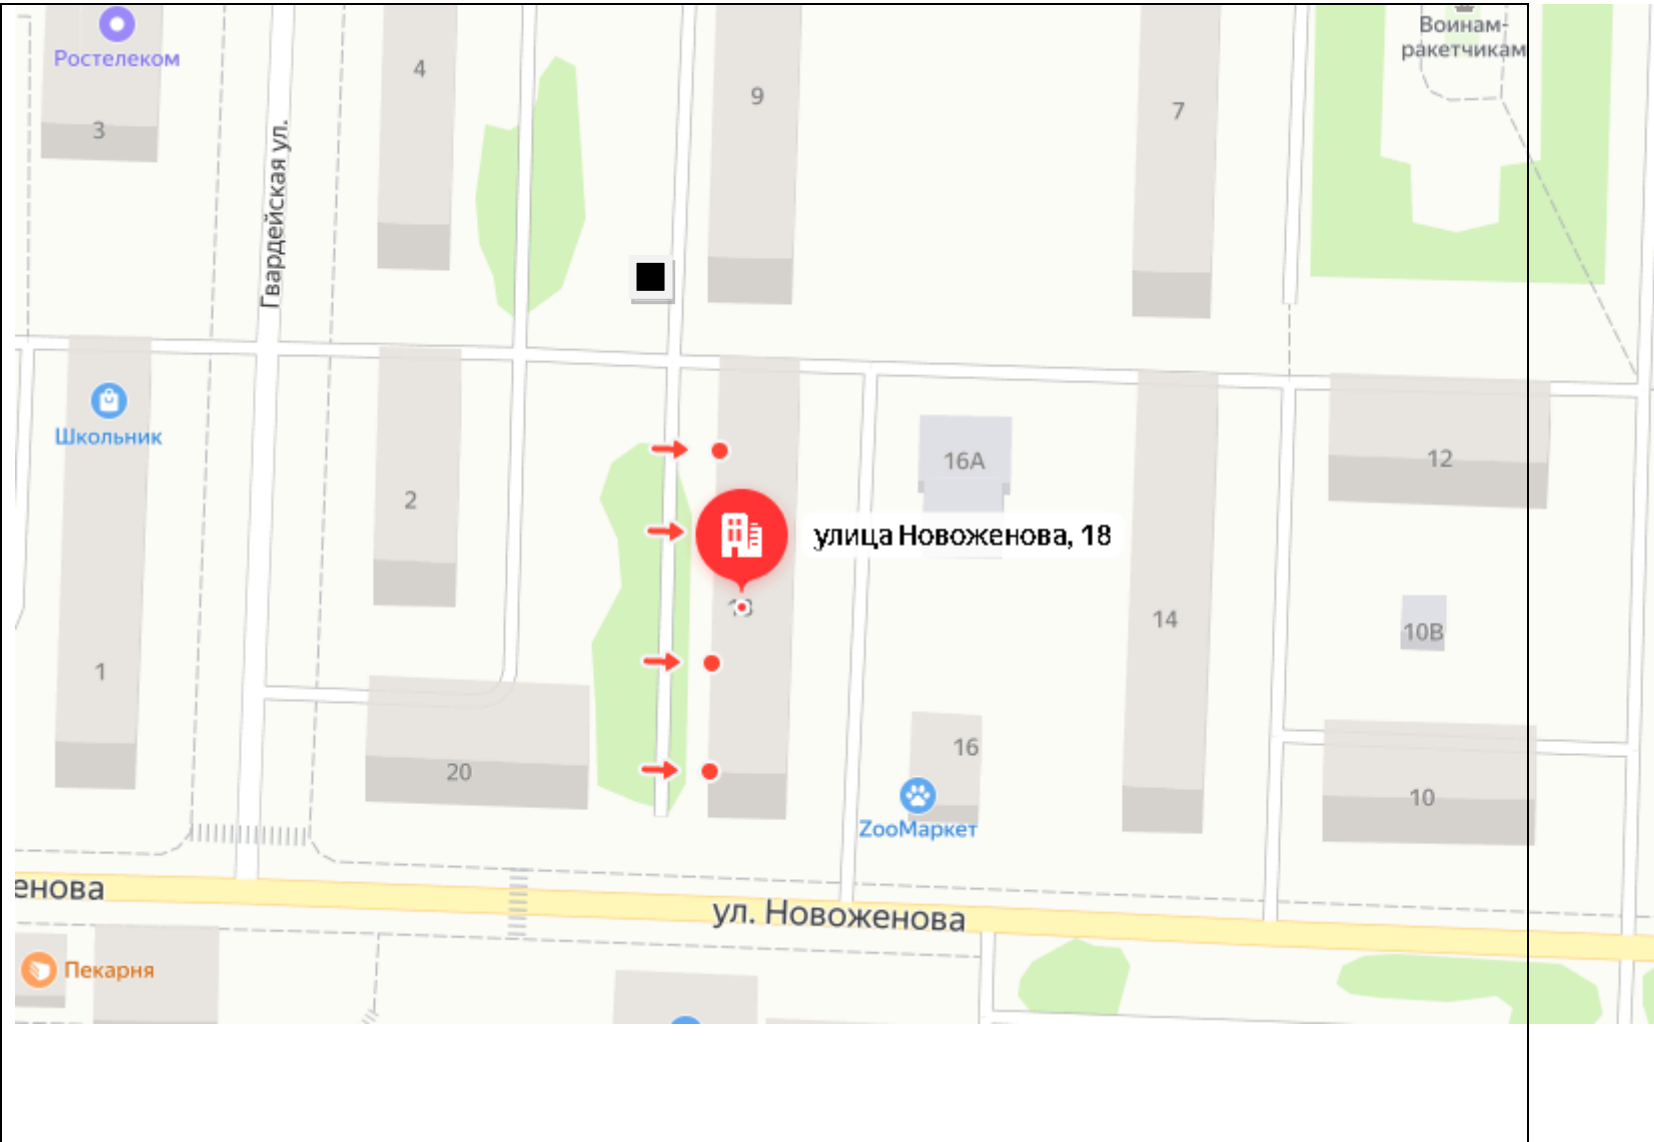 Ростелеком
3
4
9
7
Воинам-
ракетчикам
Гвардейская ул.
Школьник
2
16А
12
улица Новоженова, 18
14
10В
1
20
16
ZooМаркет
10
енова
ул. Новоженова
Пекарня